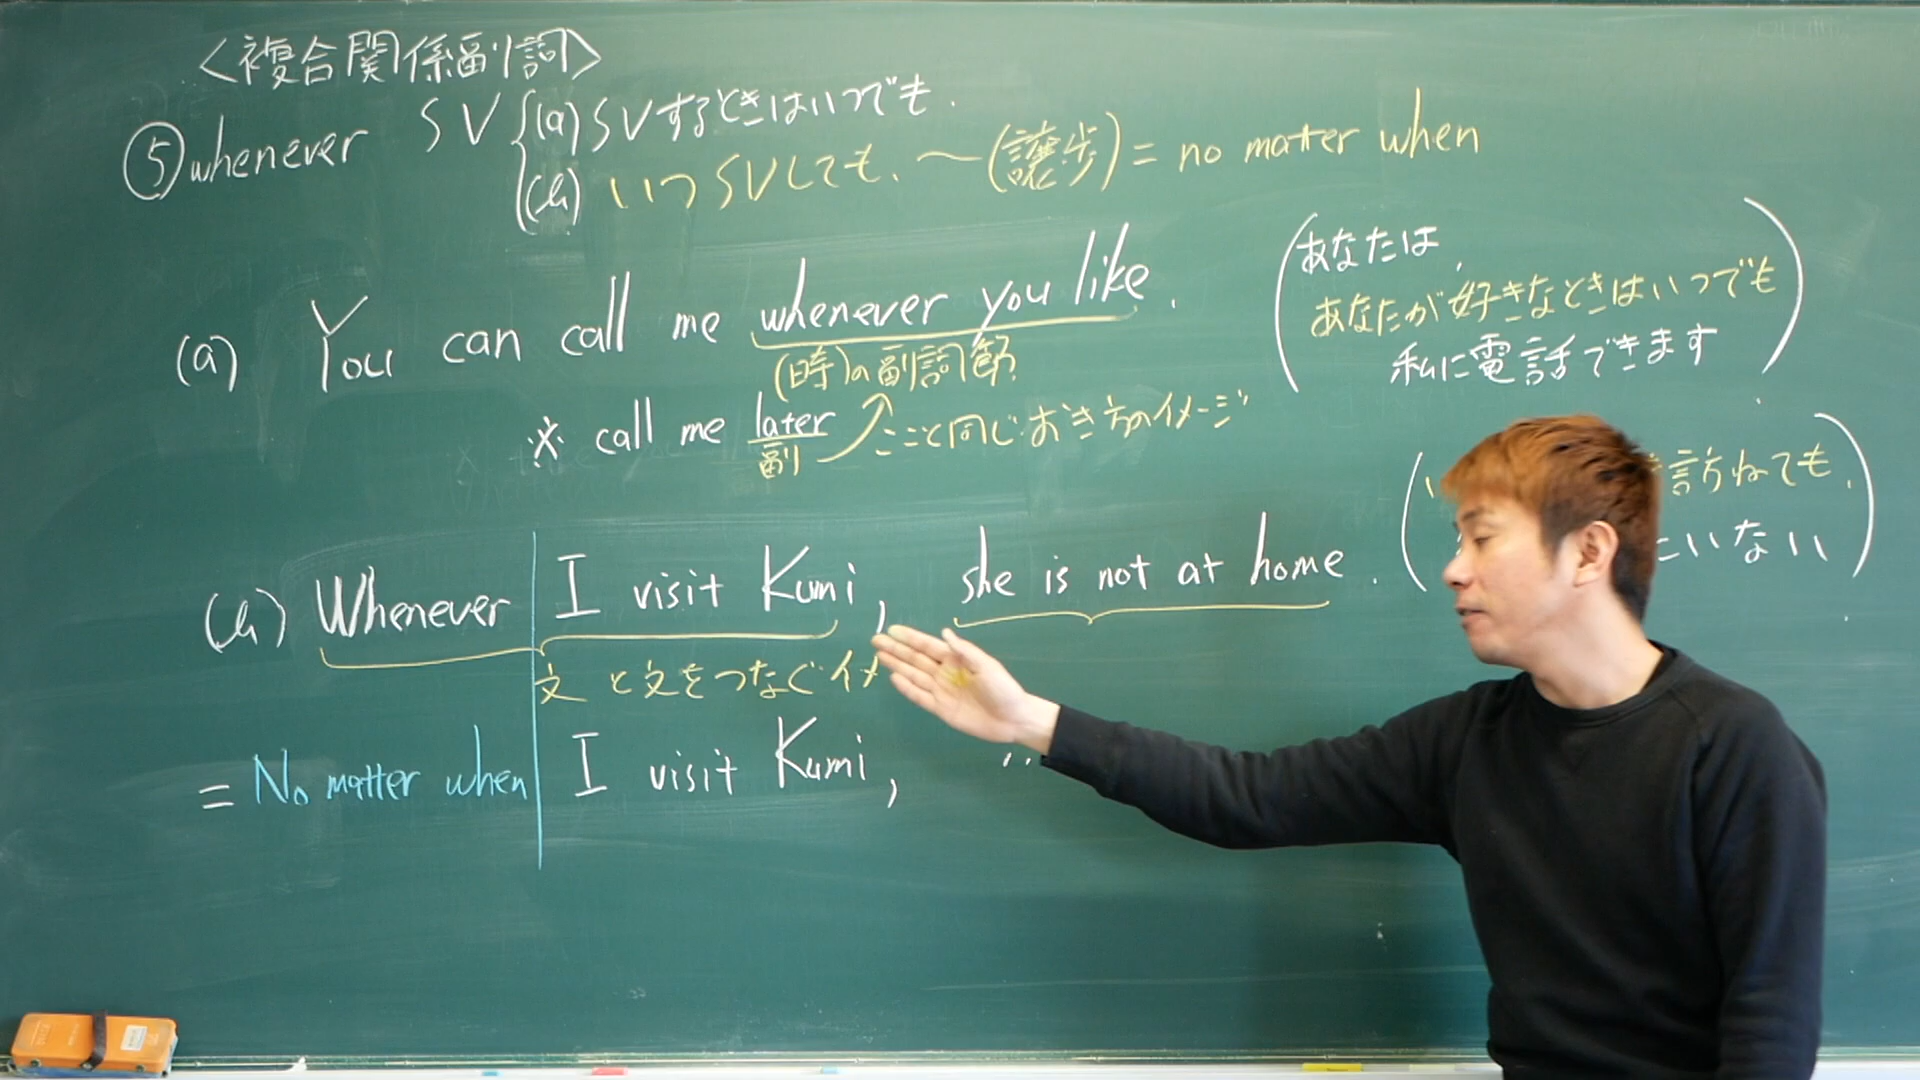 <複合関係副詞>
⑤ whenever SV
(a) SVするときはいつでも.
(b) いつSVしても、~(譲歩) = no matter when
(a) You can call me whenever you like.
(時)の副詞節
※ call me later
副
ここと同じおき方のイメージ
(あなたは,
あなたが好きなときはいつでも
私に電話できます)
(b) Whenever I visit Kumi, she is not at home.
文と文をつなぐイメ
訪ねても、
にいない)
= No matter when I visit Kumi, ...